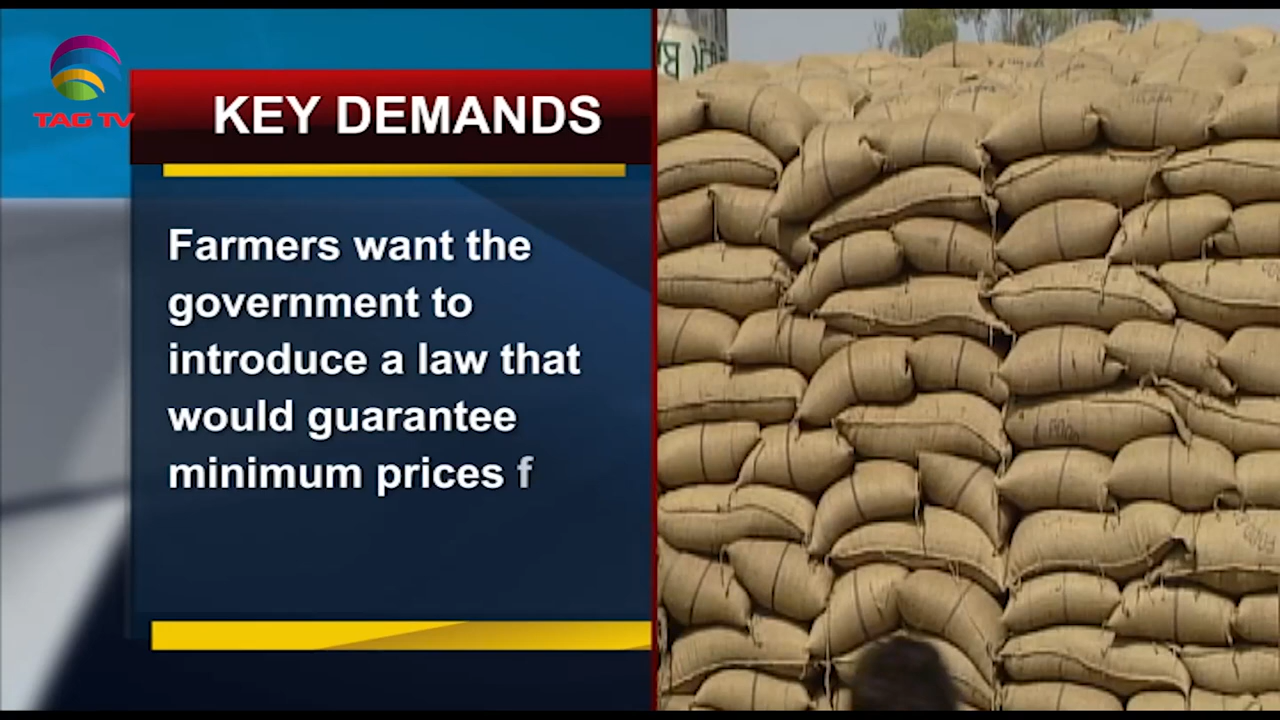 TAG TV
KEY DEMANDS
Farmers want the
government to
introduce a law that
would guarantee
minimum prices f